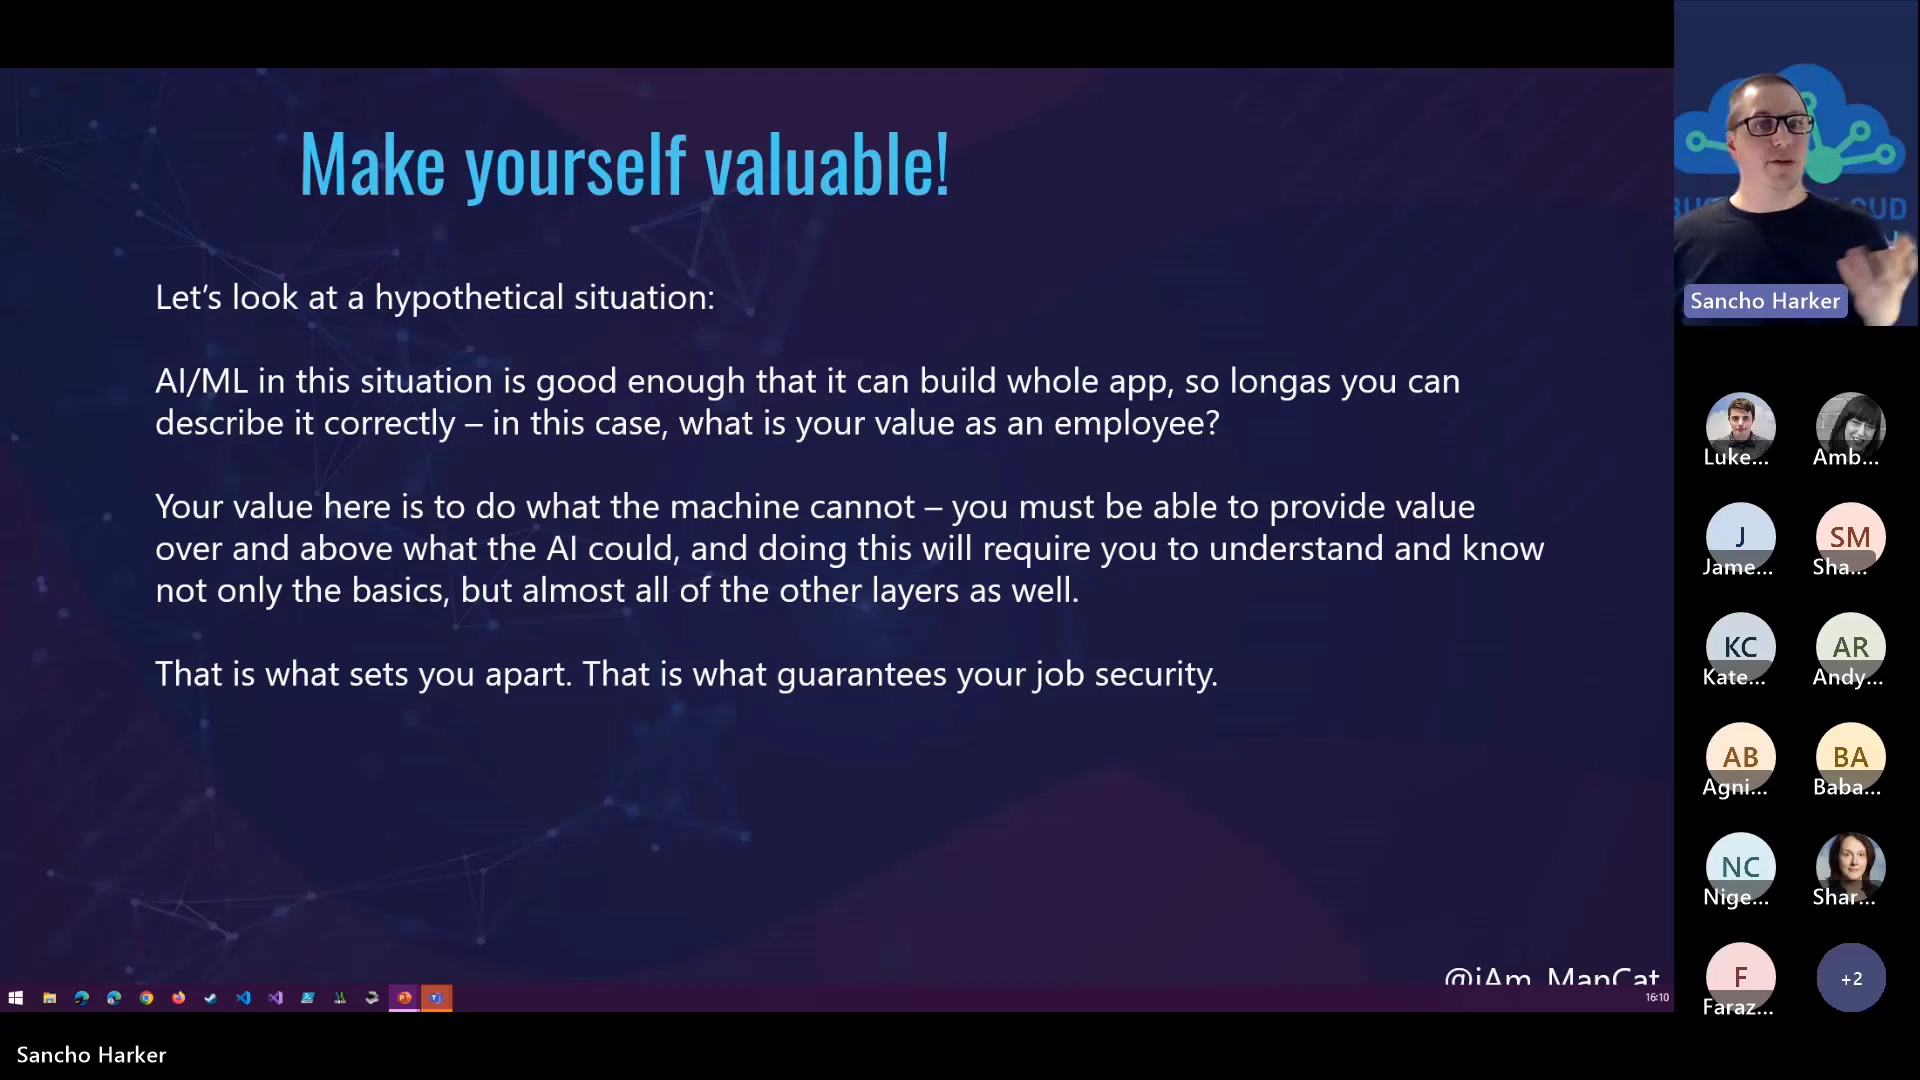 Make yourself valuable!
Let's look at a hypothetical situation:
AI/ML in this situation is good enough that it can build whole app, so longas you can
describe it correctly – in this case, what is your value as an employee?
Your value here is to do what the machine cannot – you must be able to provide value
over and above what the AI could, and doing this will require you to understand and know
not only the basics, but almost all of the other layers as well.
That is what sets you apart. That is what guarantees your job security.
@iAm_ManCat
16:10
Sancho Harker
Sancho Harker
Luke...
Amb...
J
Jame...
SM
Sha...
KC
Kate...
AR
Andy...
AB
Agni...
BA
Baba...
NC
Nige...
Shar...
F
Faraz...
+2